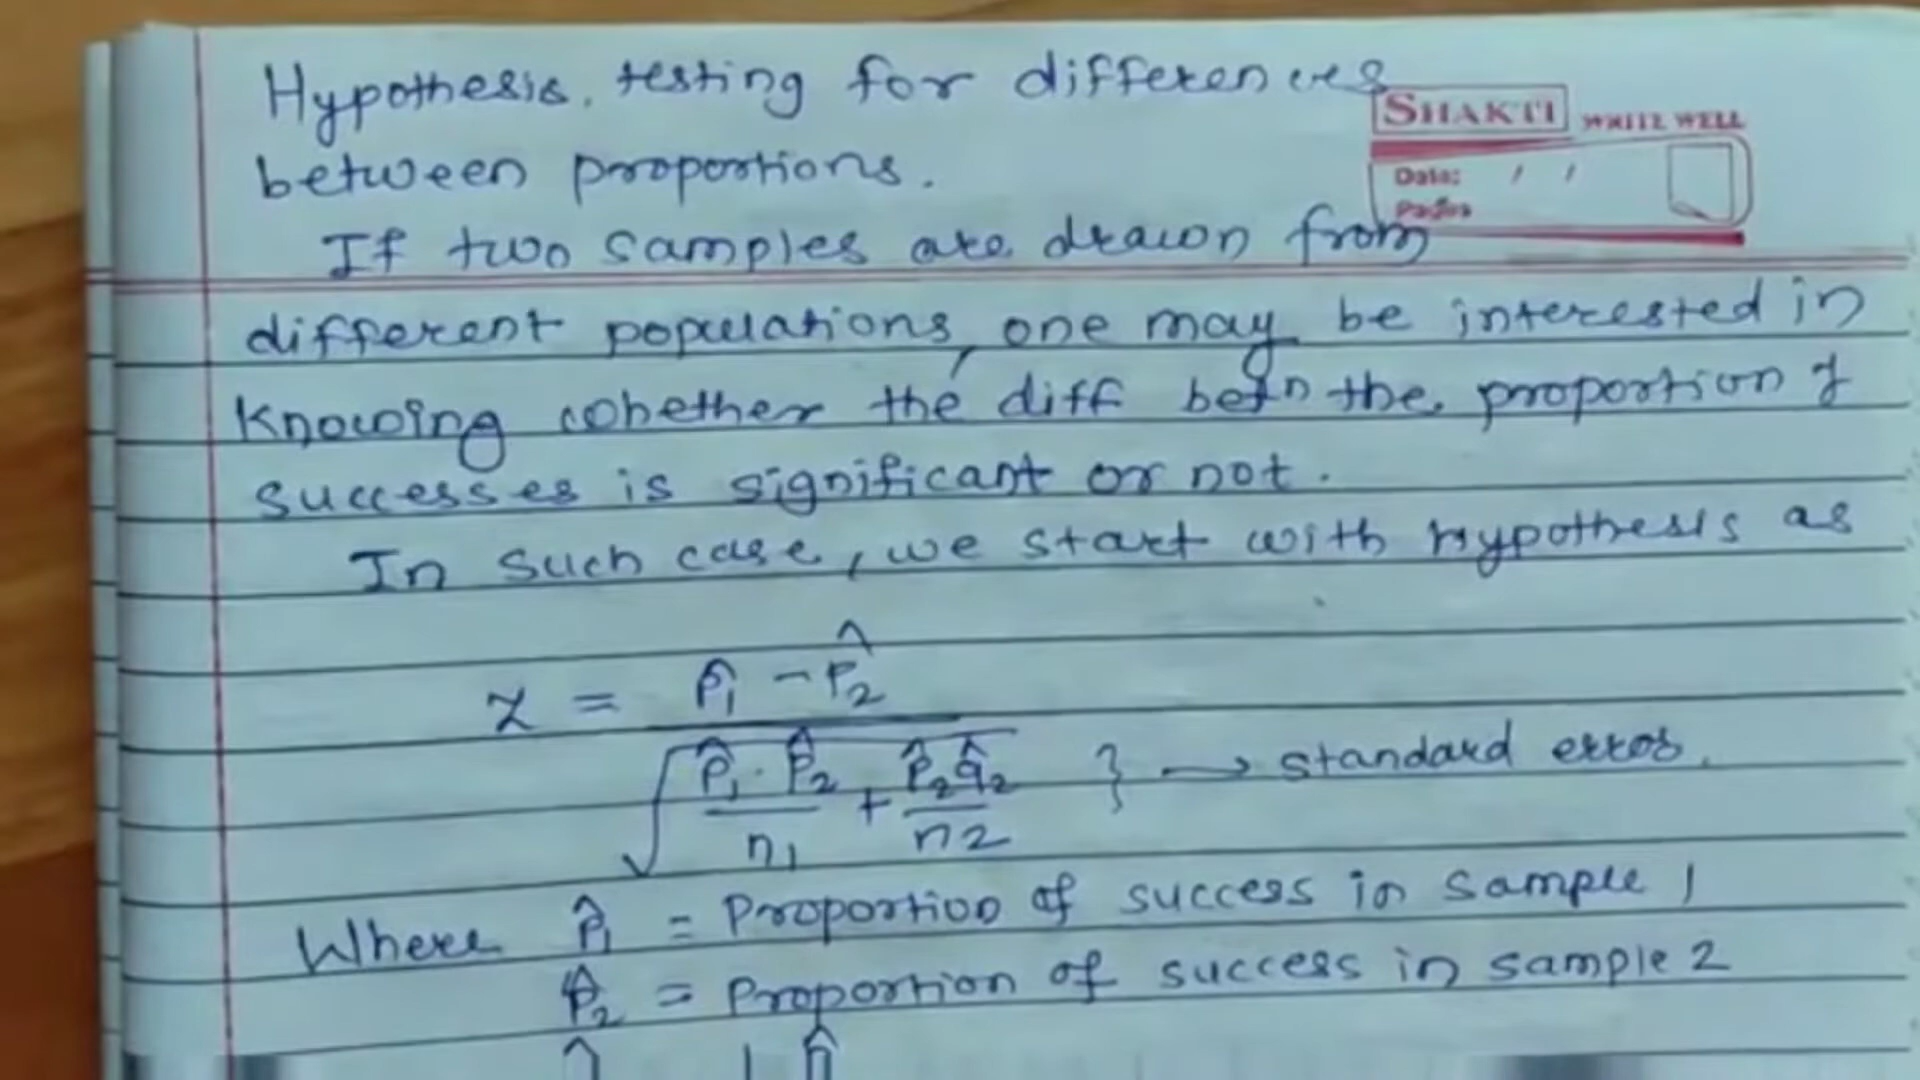 Hypothesis. testing for differences
SHAKTI WRITE WELL
between proportions.
Date: / /
Page
If two samples are drawn from
different populations, one may be interested in
knowing whether the diff betn the proportion of
successes is significant or not.
In such case, we start with hypothesis as
z = p̂₁ - p̂₂
√ p̂₁ · p̂₂ / n₁ + p̂₂ q̂₂ / n2 } → standard error.
Where p̂₁ = Proportion of success in sample 1
p̂₂ = Proportion of success in sample 2